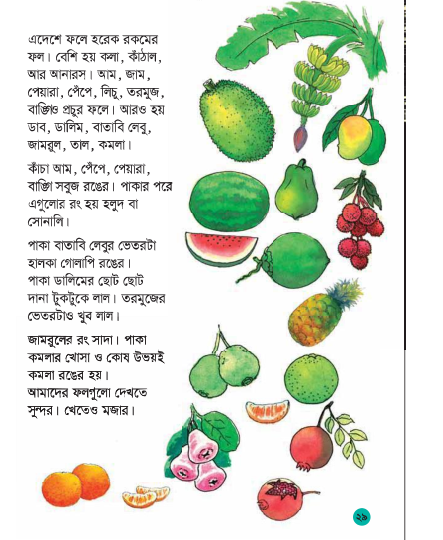 এদেশে ফলে হরেক রকমের
ফল। বেশি হয় কলা, কাঁঠাল,
আর আনারস। আম, জাম,
পেয়ারা, পেঁপে, লিচু, তরমুজ,
বাঙ্গিও প্রচুর ফলে। আরও হয়
ডাব, ডালিম, বাতাবি লেবু,
জামরুল, তাল, কমলা।
কাঁচা আম, পেঁপে, পেয়ারা,
বাঙ্গি সবুজ রঙের। পাকার পরে
এগুলোর রং হয় হলুদ বা
সোনালি।
পাকা বাতাবি লেবুর ভেতরটা
হালকা গোলাপি রঙের।
পাকা ডালিমের ছোট ছোট
দানা টুকটুকে লাল। তরমুজের
ভেতরটাও খুব লাল।
জামরুলের রং সাদা। পাকা
কমলার খোসা ও কোষ উভয়ই
কমলা রঙের হয়।
আমাদের ফলগুলো দেখতে
সুন্দর। খেতেও মজার।
২৯